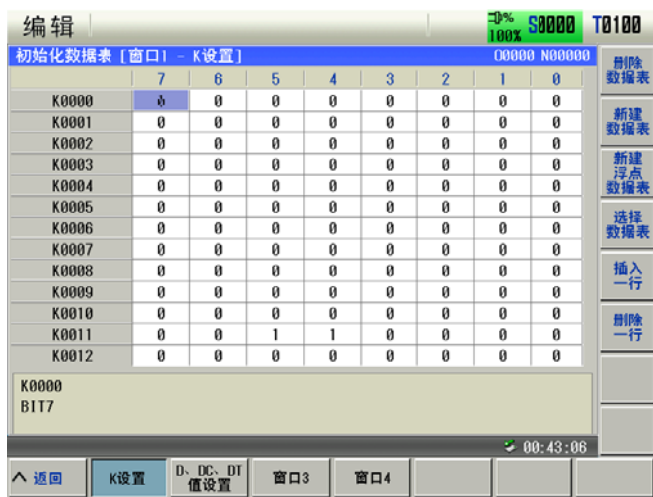 编辑
100% S0000 T0100
初始化数据表 [窗口1 - K设置] O0000 N00000
7 6 5 4 3 2 1 0
K0000 0 0 0 0 0 0 0 0
K0001 0 0 0 0 0 0 0 0
K0002 0 0 0 0 0 0 0 0
K0003 0 0 0 0 0 0 0 0
K0004 0 0 0 0 0 0 0 0
K0005 0 0 0 0 0 0 0 0
K0006 0 0 0 0 0 0 0 0
K0007 0 0 0 0 0 0 0 0
K0008 0 0 0 0 0 0 0 0
K0009 0 0 0 0 0 0 0 0
K0010 0 0 0 0 0 0 0 0
K0011 0 0 1 1 0 0 0 0
K0012 0 0 0 0 0 0 0 0
K0000
BIT7
00:43:06
删除
数据表
新建
数据表
新建
浮点
数据表
选择
数据表
插入
一行
删除
一行
返回
K设置
D、DC、DT
值设置
窗口3
窗口4